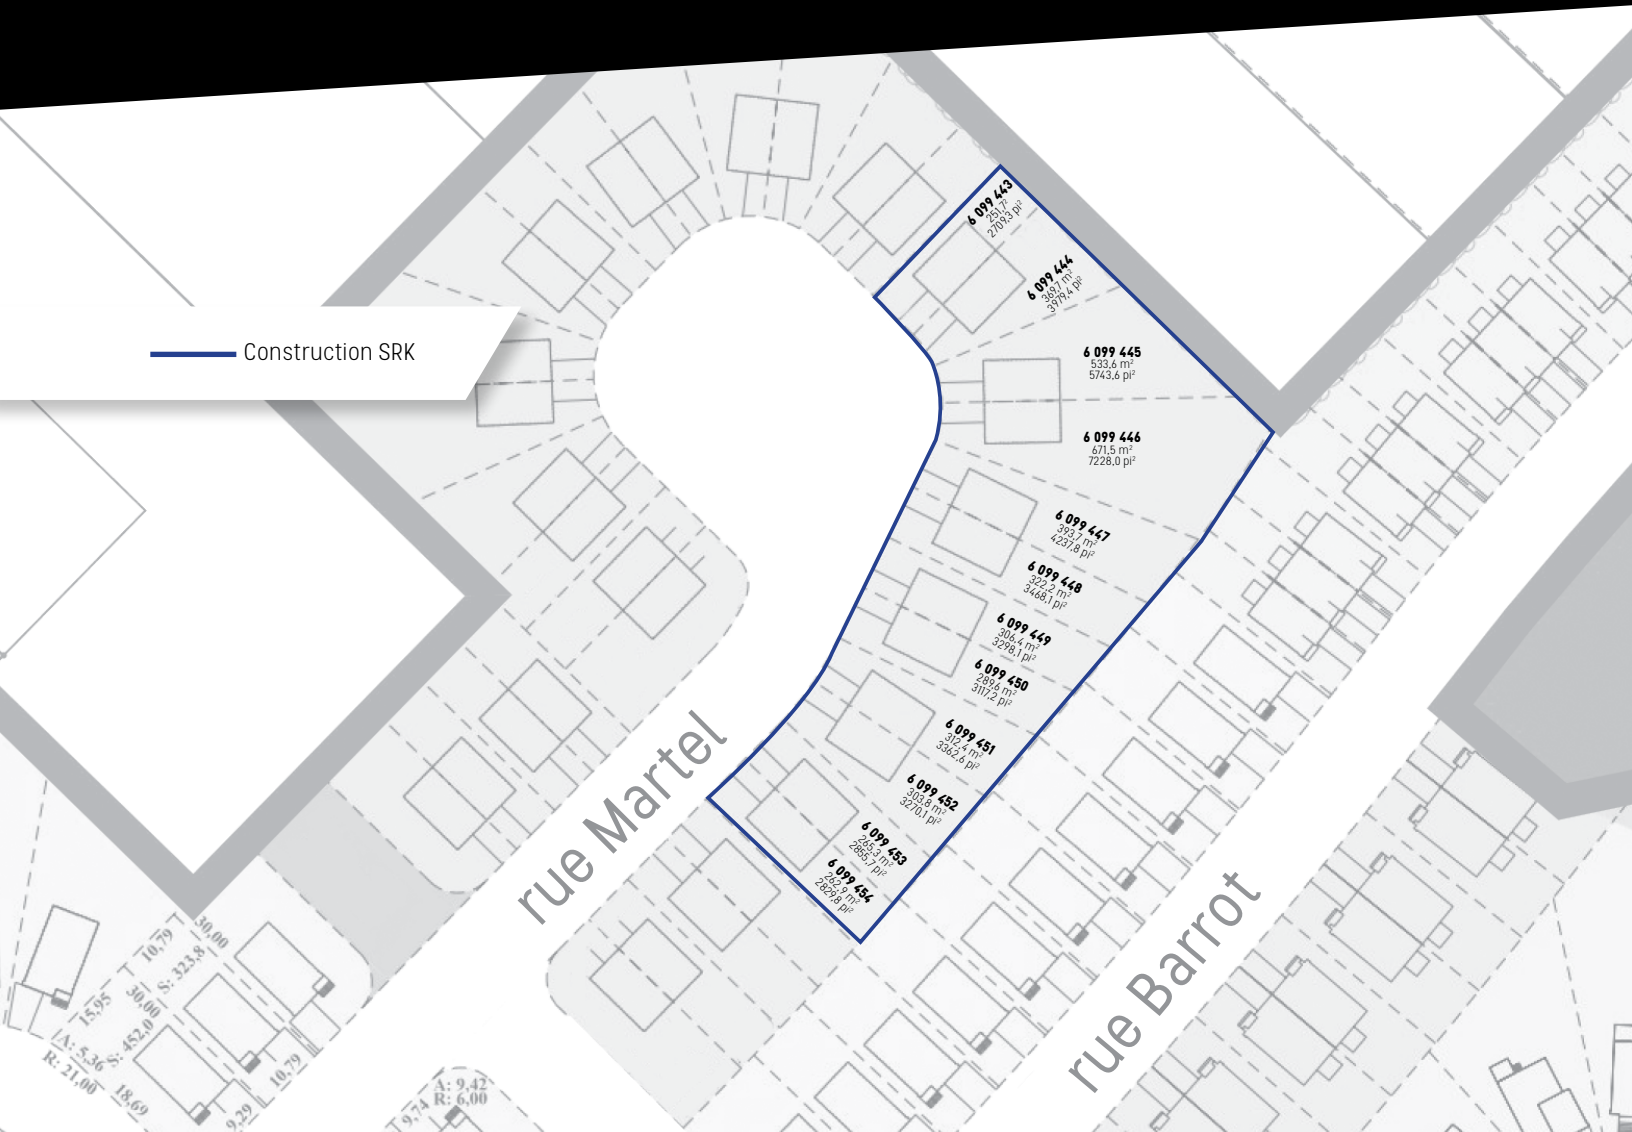 6 099 443
251,7²
2709,3 pi²
6 099 444
369,7 m²
3979,4 pi²
Construction SRK
6 099 445
533,6 m²
5743,6 pi²
6 099 446
671,5 m²
7228,0 pi²
6 099 447
393,7 m²
4237,8 pi²
6 099 448
322,2 m²
3468,1 pi²
6 099 449
306,4 m²
3298,1 pi²
6 099 450
289,6 m²
3117,2 pi²
6 099 451
312,4 m²
3362,6 pi²
6 099 452
303,8 m²
3270,1 pi²
6 099 453
265,3 m²
2855,7 pi²
6 099 454
262,9 m²
2829,8 pi²
rue Martel
rue Barrot
30,00
10,79
S: 323,8
15,95
30,00
S: 452,0
A: 5,36
R: 21,00
18,69
10,79
9,29
A: 9,42
R: 6,00
9,74